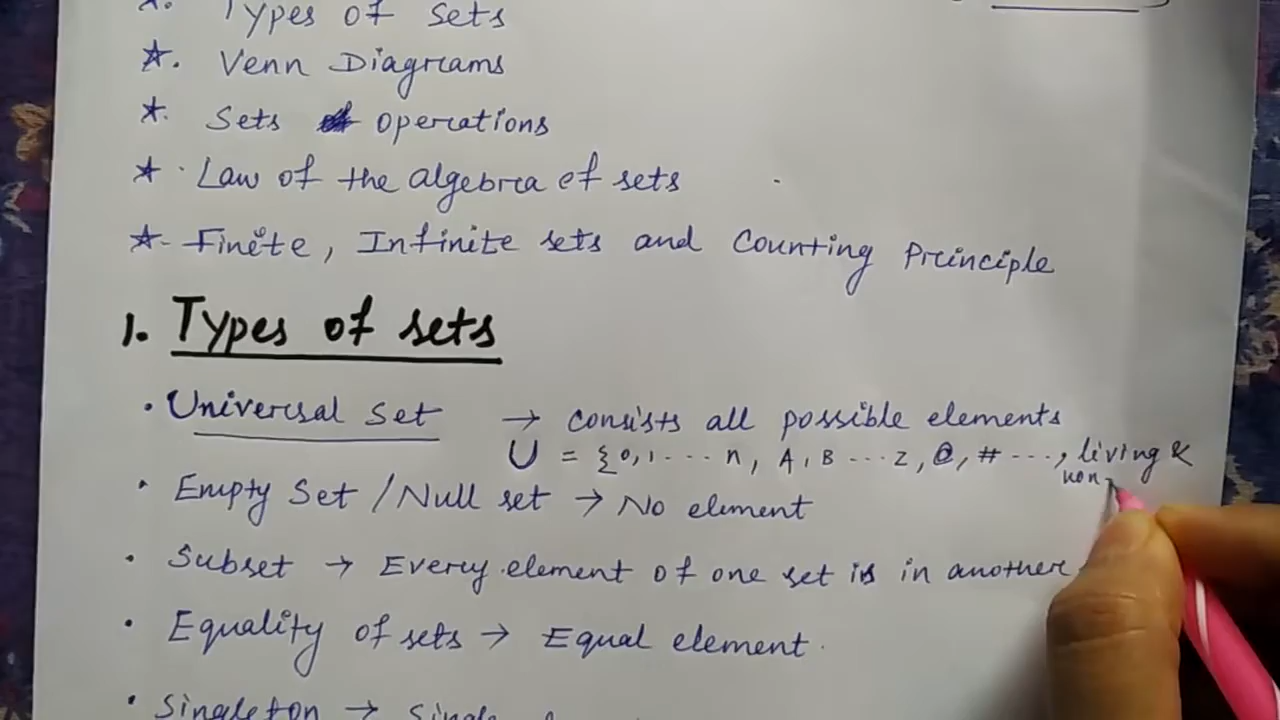 * Types of Sets
* Venn Diagrams
* Sets Operations
* Law of the algebra of sets
* Finite, Infinite sets and Counting Principle
1. Types of sets
• Universal Set → Consists all possible elements
U = {0,1....n, A, B ...Z, @, # ...., living &
non-
• Empty Set / Null set → No element
• Subset → Every element of one set is in another
• Equality of sets → Equal element.
• Singleton → Single